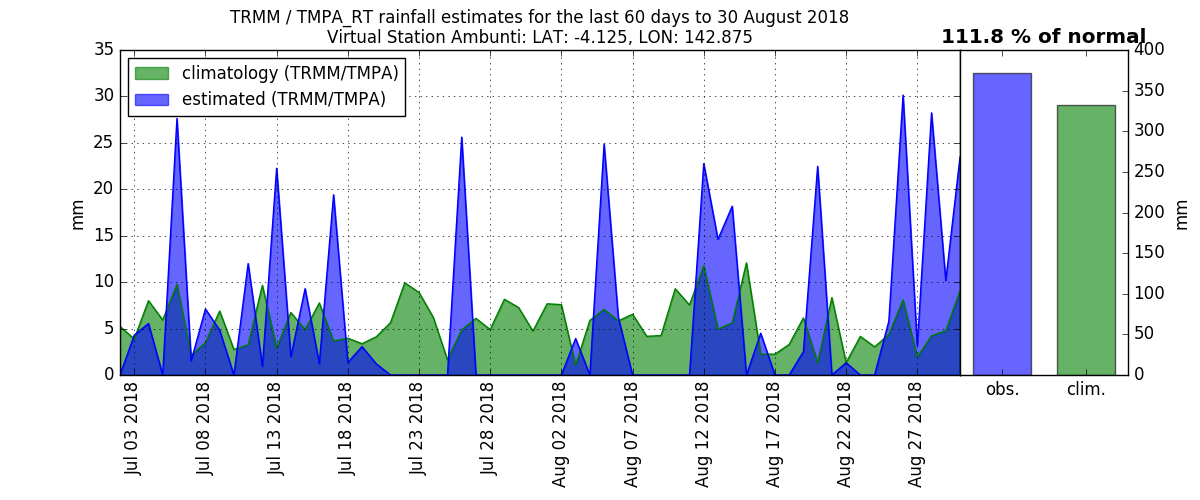 TRMM / TMPA_RT rainfall estimates for the last 60 days to 30 August 2018
Virtual Station Ambunti: LAT: -4.125, LON: 142.875
111.8 % of normal
climatology (TRMM/TMPA)
estimated (TRMM/TMPA)
mm
35
30
25
20
15
10
5
0
Jul 03 2018
Jul 08 2018
Jul 13 2018
Jul 18 2018
Jul 23 2018
Jul 28 2018
Aug 02 2018
Aug 07 2018
Aug 12 2018
Aug 17 2018
Aug 22 2018
Aug 27 2018
obs.
clim.
400
350
300
250
200
150
100
50
0
mm